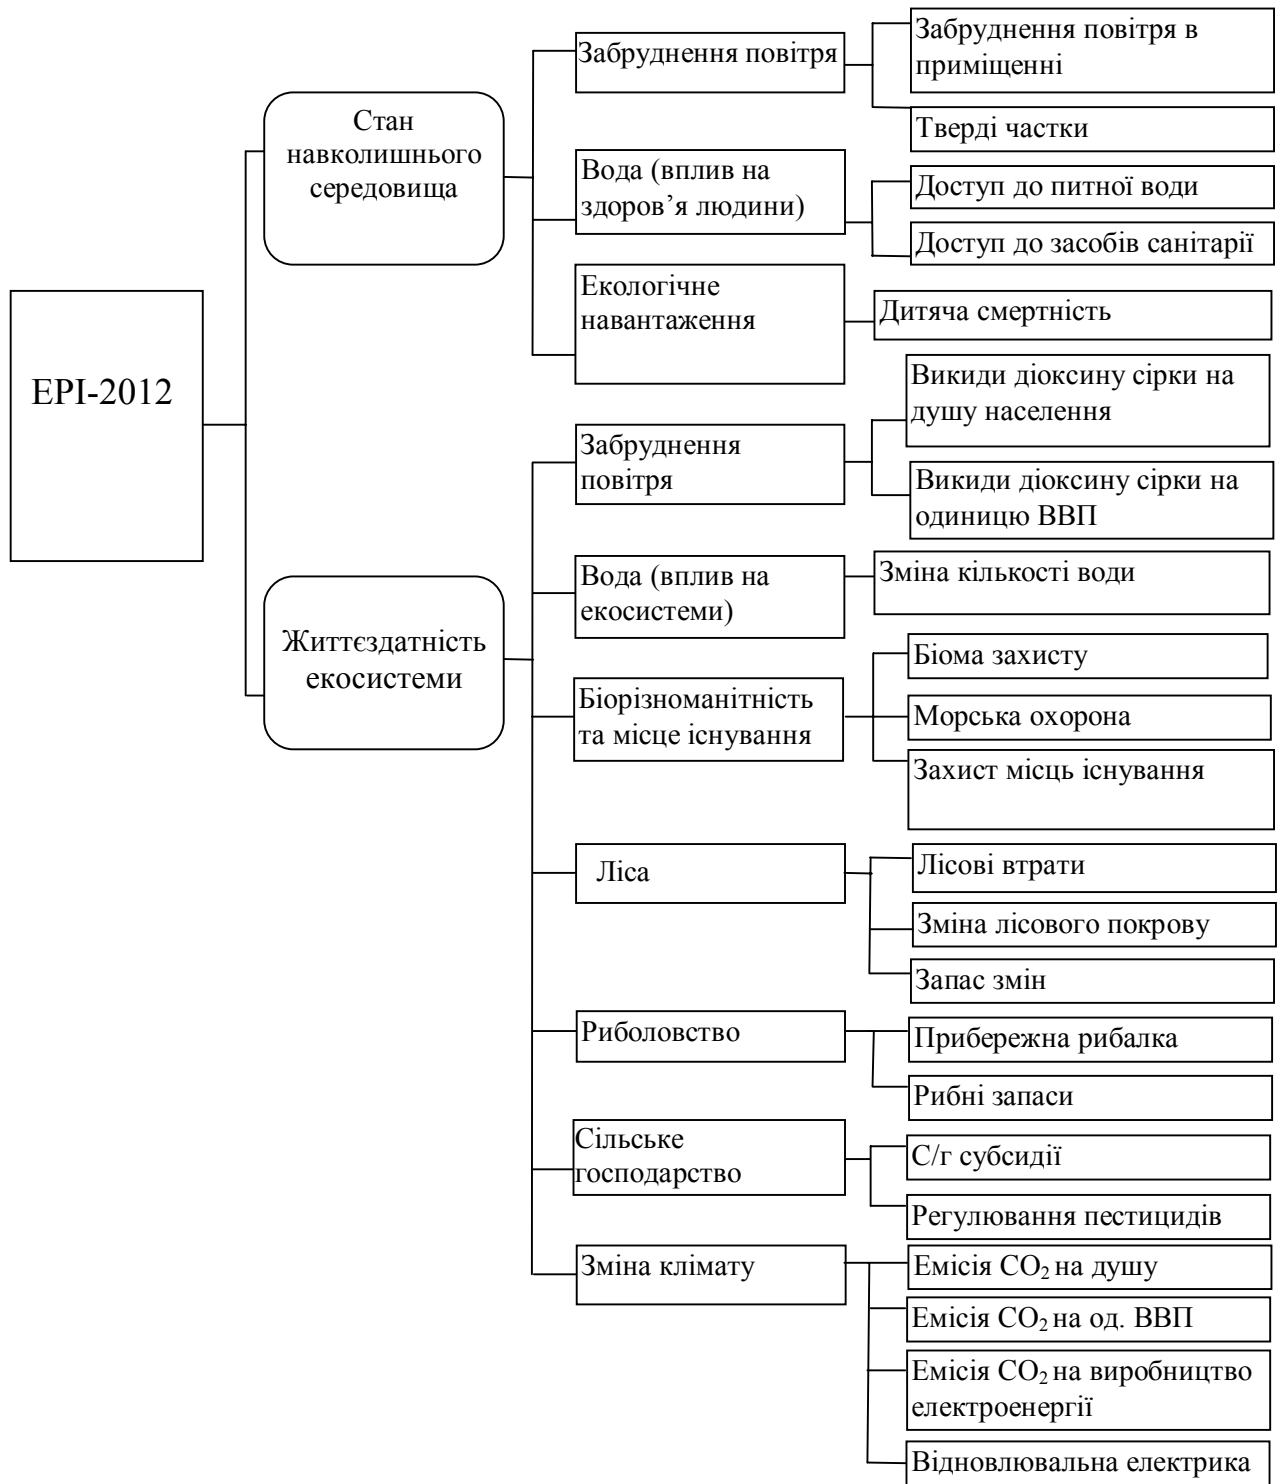 EPI-2012
Стан
навколишнього
середовища
Забруднення повітря
Забруднення повітря в
приміщенні
Тверді частки
Вода (вплив на
здоров’я людини)
Доступ до питної води
Доступ до засобів санітарії
Екологічне
навантаження
Дитяча смертність
Життєздатність
екосистеми
Забруднення
повітря
Викиди діоксину сірки на
душу населення
Викиди діоксину сірки на
одиницю ВВП
Вода (вплив на
екосистеми)
Зміна кількості води
Біорізноманітність
та місце існування
Біома захисту
Морська охорона
Захист місць існування
Ліса
Лісові втрати
Зміна лісового покрову
Запас змін
Риболовство
Прибережна рибалка
Рибні запаси
Сільське
господарство
С/г субсидії
Регулювання пестицидів
Зміна клімату
Емісія CO₂ на душу
Емісія CO₂ на од. ВВП
Емісія CO₂ на виробництво
електроенергії
Відновлювальна електрика